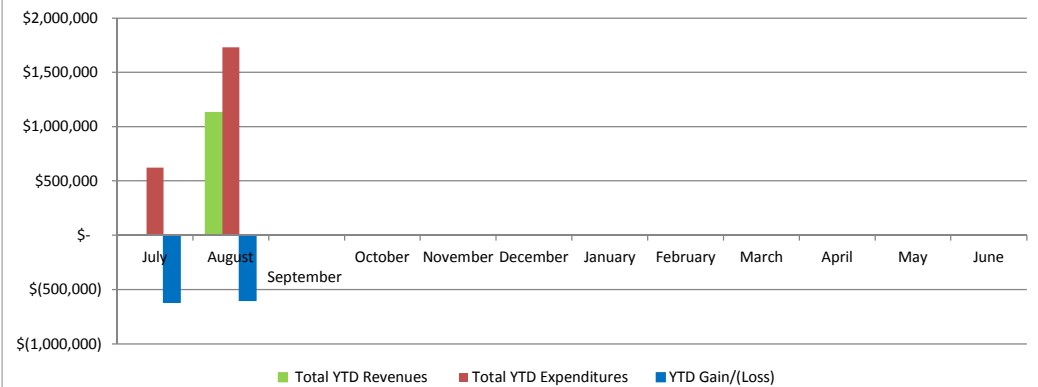 $2,000,000
$1,500,000
$1,000,000
$500,000
$-
July August October November December January February March April May June
September
$(500,000)
$(1,000,000)
Total YTD Revenues Total YTD Expenditures YTD Gain/(Loss)